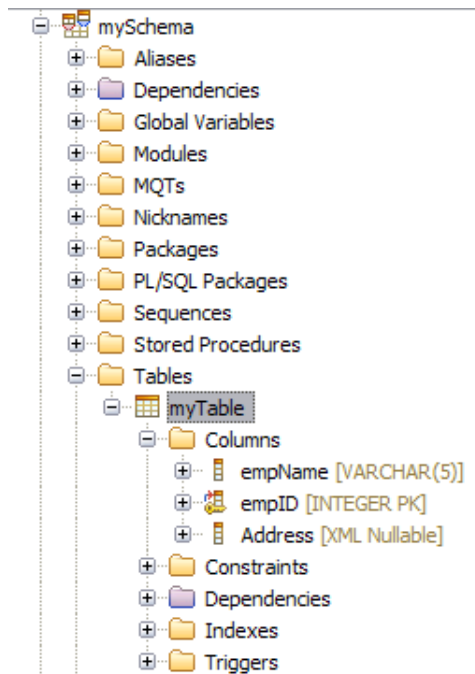 mySchema
Aliases
Dependencies
Global Variables
Modules
MQTs
Nicknames
Packages
PL/SQL Packages
Sequences
Stored Procedures
Tables
myTable
Columns
empName [VARCHAR(5)]
empID [INTEGER PK]
Address [XML Nullable]
Constraints
Dependencies
Indexes
Triggers